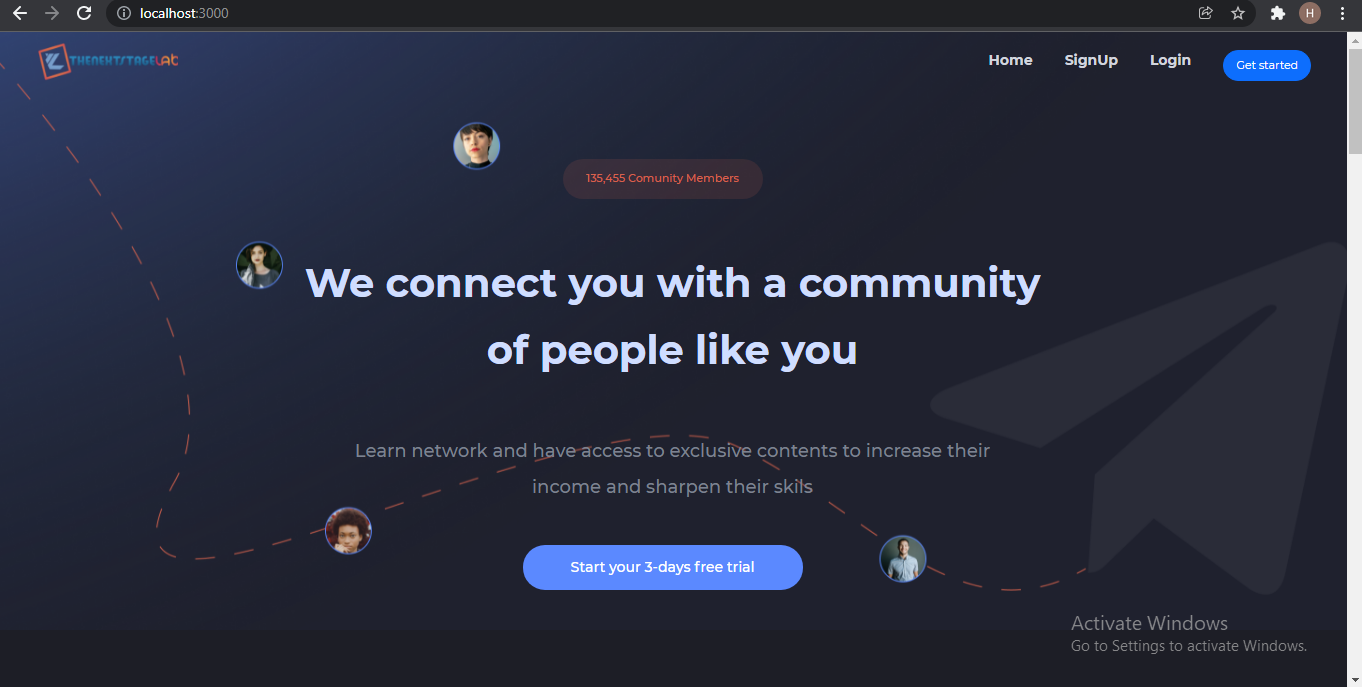 localhost:3000
H
THENEXTSTAGELAB
Home SignUp Login Get started
135,455 Comunity Members
We connect you with a community
of people like you
Learn network and have access to exclusive contents to increase their
income and sharpen their skils
Start your 3-days free trial
Activate Windows
Go to Settings to activate Windows.